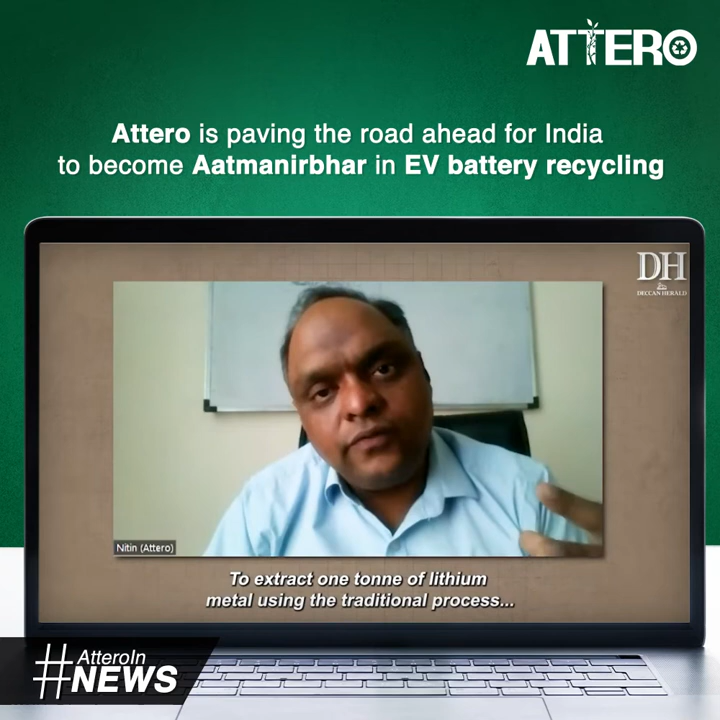 ATTERO
Attero is paving the road ahead for India
to become Aatmanirbhar in EV battery recycling
DH
DECCAN HERALD
Nitin (Attero)
To extract one tonne of lithium
metal using the traditional process...
#AtteroIn
NEWS